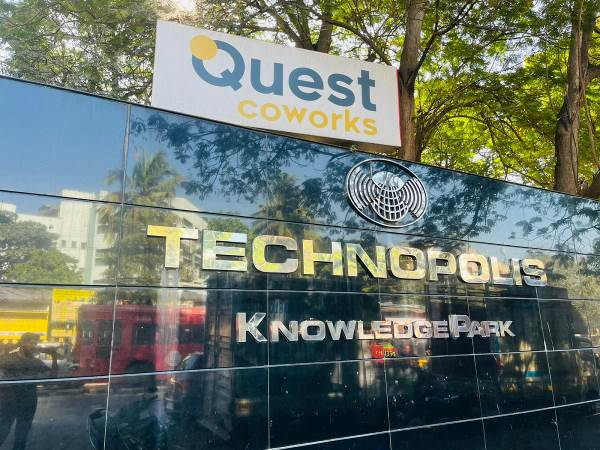 Quest
coworks
TECHNOPOLIS
KNOWLEDGE PARK